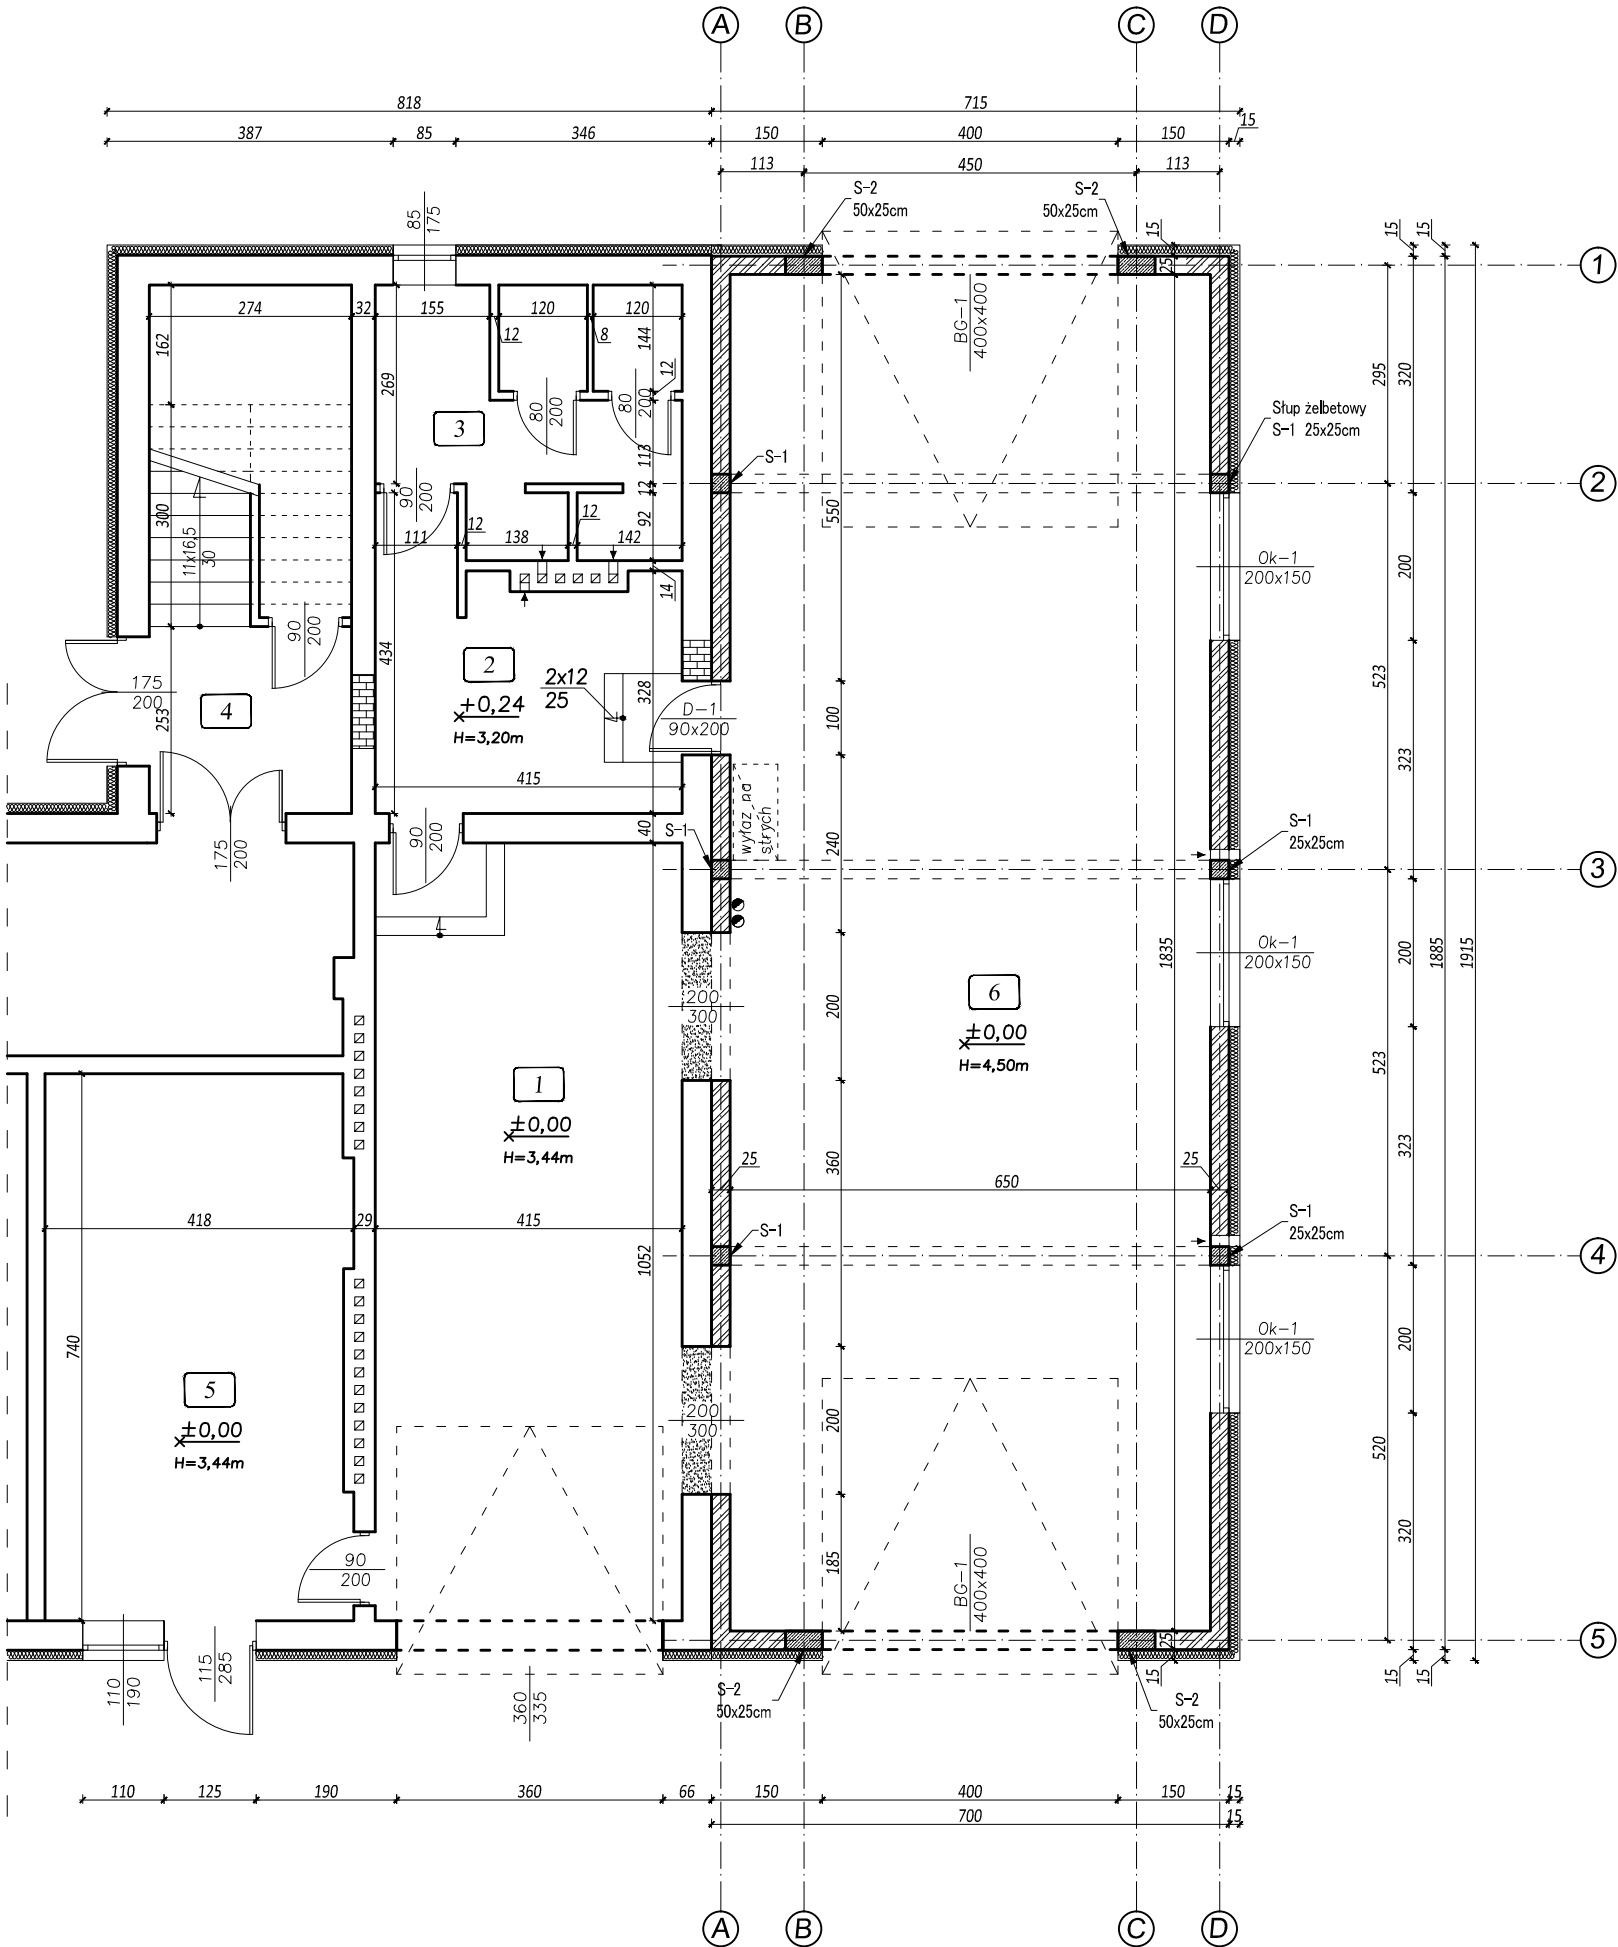 A
B
C
D
818
715
387
85
346
150
400
150
15
113
450
113
S-2
50x25cm
S-2
50x25cm
85
175
15
25
15
15
1
BG-1
400x400
274
32
155
120
120
12
8
162
144
12
269
295
320
3
80
200
80
200
Słup żelbetowy
S-1 25x25cm
113
S-1
2
90
200
12
300
550
11x16,5
30
12
12
92
111
138
142
Ok-1
200x150
200
14
90
200
434
2
523
175
200
4
253
+0,24
H=3,20m
2x12
25
328
D-1
90x200
100
323
415
wyłaz na
strych
175
200
90
200
40
S-1
240
S-1
25x25cm
3
Ok-1
200x150
200
1835
1885
1915
6
±0,00
H=4,50m
200
300
200
1
±0,00
H=3,44m
523
323
360
25
25
650
418
29
415
S-1
25x25cm
S-1
1052
4
740
Ok-1
200x150
200
5
±0,00
H=3,44m
200
300
200
520
320
90
200
185
BG-1
400x400
25
15
15
15
5
110
190
115
285
360
335
S-2
50x25cm
S-2
50x25cm
110
125
190
360
66
150
400
150
15
700
15
A
B
C
D